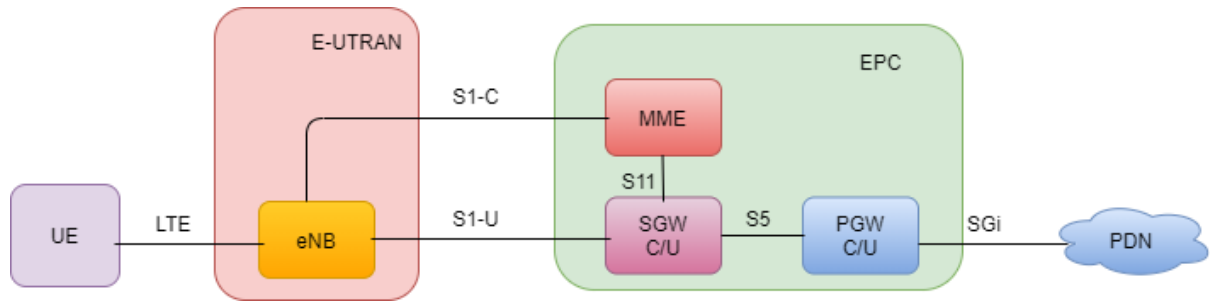 E-UTRAN
EPC
S1-C
MME
S11
UE
LTE
eNB
S1-U
SGW
C/U
S5
PGW
C/U
SGi
PDN